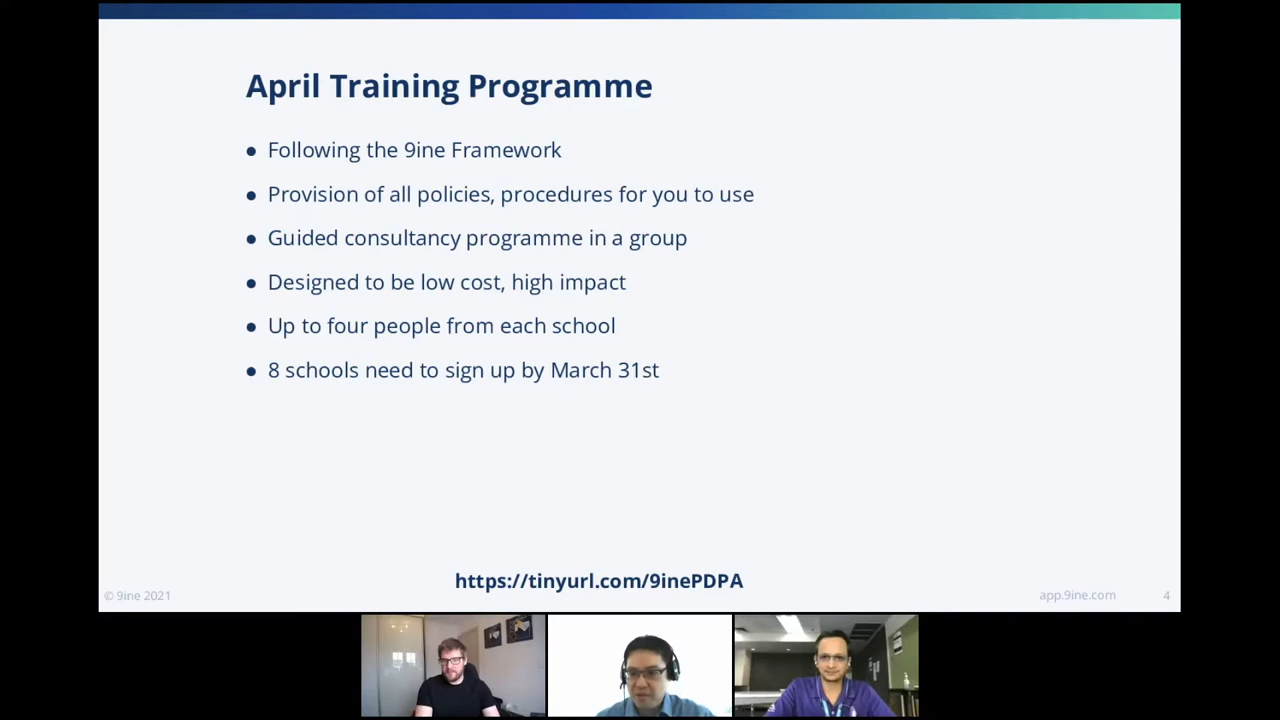 April Training Programme
● Following the 9ine Framework
● Provision of all policies, procedures for you to use
● Guided consultancy programme in a group
● Designed to be low cost, high impact
● Up to four people from each school
● 8 schools need to sign up by March 31st
https://tinyurl.com/9inePDPA
© 9ine 2021
app.9ine.com
4